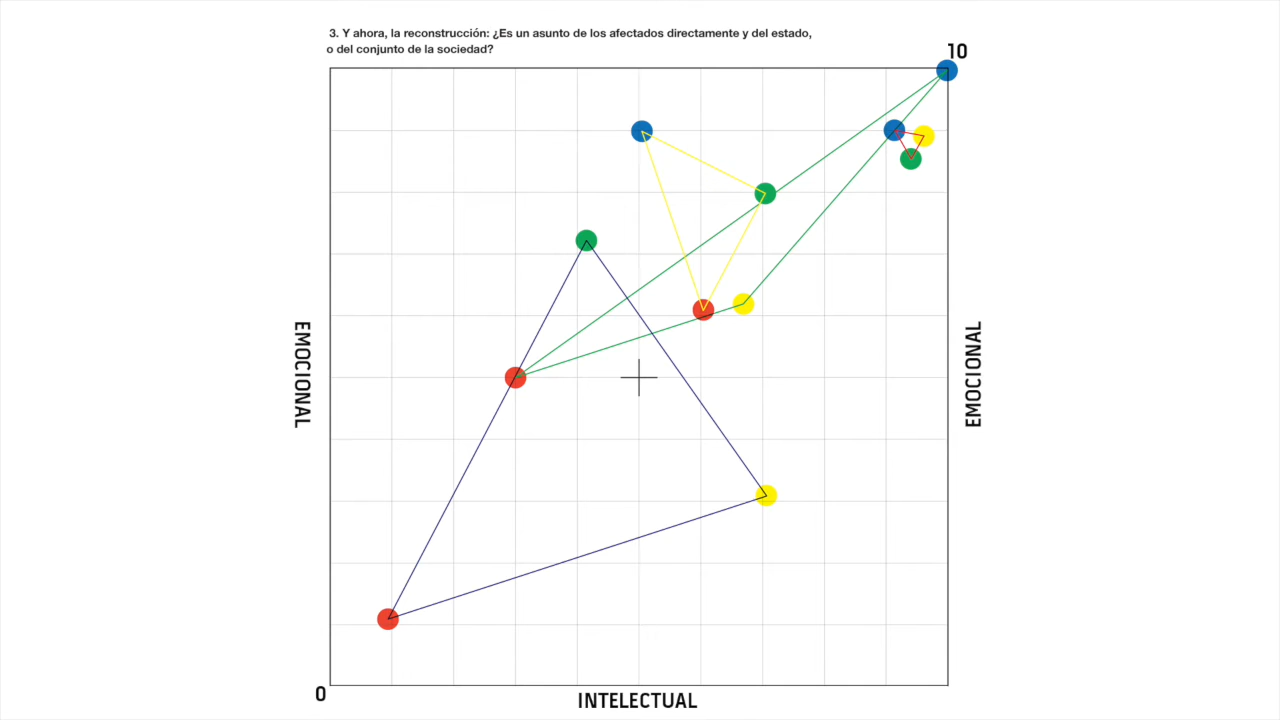 3. Y ahora, la reconstrucción: ¿Es un asunto de los afectados directamente y del estado,
o del conjunto de la sociedad?
10
EMOCIONAL
EMOCIONAL
0
INTELECTUAL